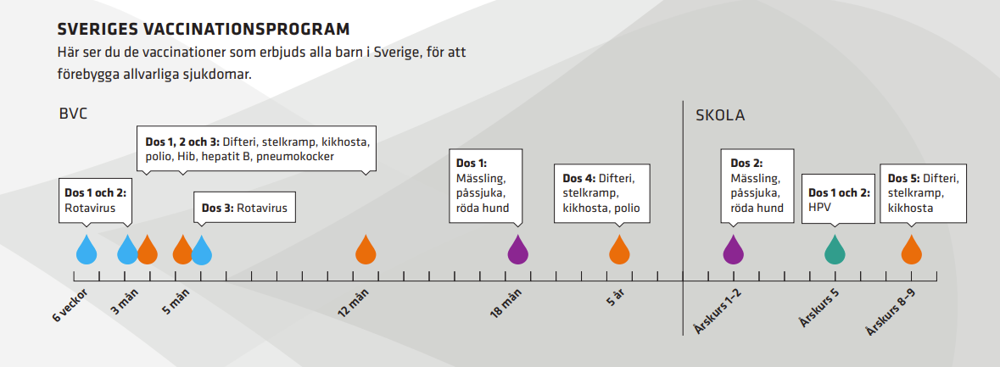 SVERIGES VACCINATIONSPROGRAM
Här ser du de vaccinationer som erbjuds alla barn i Sverige, för att
förebygga allvarliga sjukdomar.
BVC
Dos 1, 2 och 3: Difteri, stelkramp, kikhosta,
polio, Hib, hepatit B, pneumokocker
Dos 1 och 2:
Rotavirus
Dos 3: Rotavirus
Dos 1:
Mässling,
påssjuka,
röda hund
Dos 4: Difteri,
stelkramp,
kikhosta, polio
SKOLA
Dos 2:
Mässling,
påssjuka,
röda hund
Dos 1 och 2:
HPV
Dos 5: Difteri,
stelkramp,
kikhosta
6 veckor
3 mån
5 mån
12 mån
18 mån
5 år
Årskurs 1–2
Årskurs 5
Årskurs 8–9